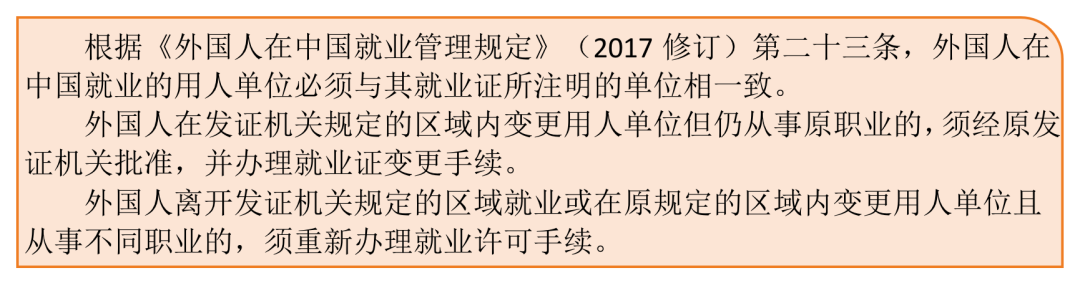 根据《外国人在中国就业管理规定》（2017 修订）第二十三条，外国人在
中国就业的用人单位必须与其就业证所注明的单位相一致。
外国人在发证机关规定的区域内变更用人单位但仍从事原职业的，须经原发
证机关批准，并办理就业证变更手续。
外国人离开发证机关规定的区域就业或在原规定的区域内变更用人单位且
从事不同职业的，须重新办理就业许可手续。